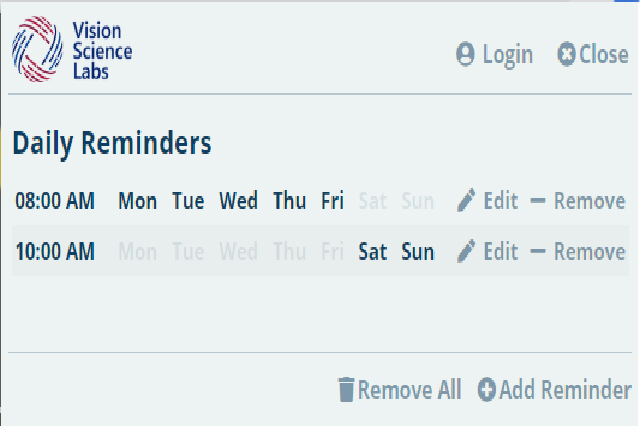 Vision
Science
Labs
Login Close
Daily Reminders
08:00 AM Mon Tue Wed Thu Fri Sat Sun Edit Remove
10:00 AM Mon Tue Wed Thu Fri Sat Sun Edit Remove
Remove All Add Reminder